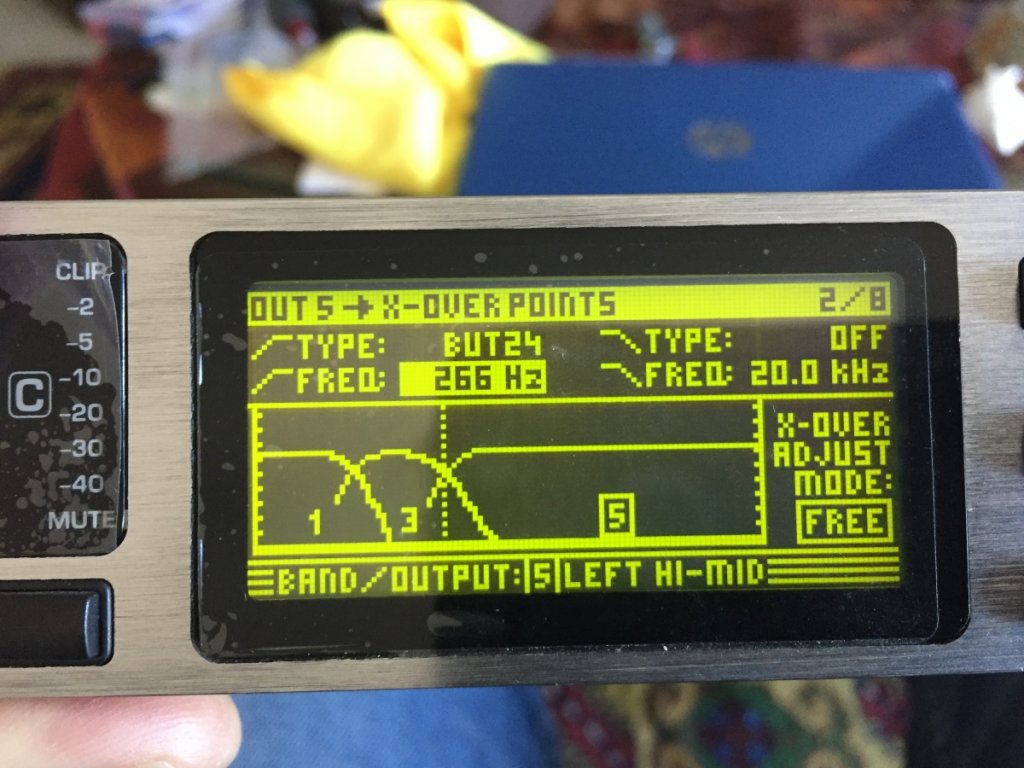 CLIP
-2
-5
-10
-20
-30
-40
MUTE
C
OUT 5 → X-OVER POINTS 2/8
TYPE: BUT24 TYPE: OFF
FREQ: 266 Hz FREQ: 20.0 kHz
X-OVER
ADJUST
MODE:
FREE
1 3 5
BAND/OUTPUT:|5|LEFT HI-MID